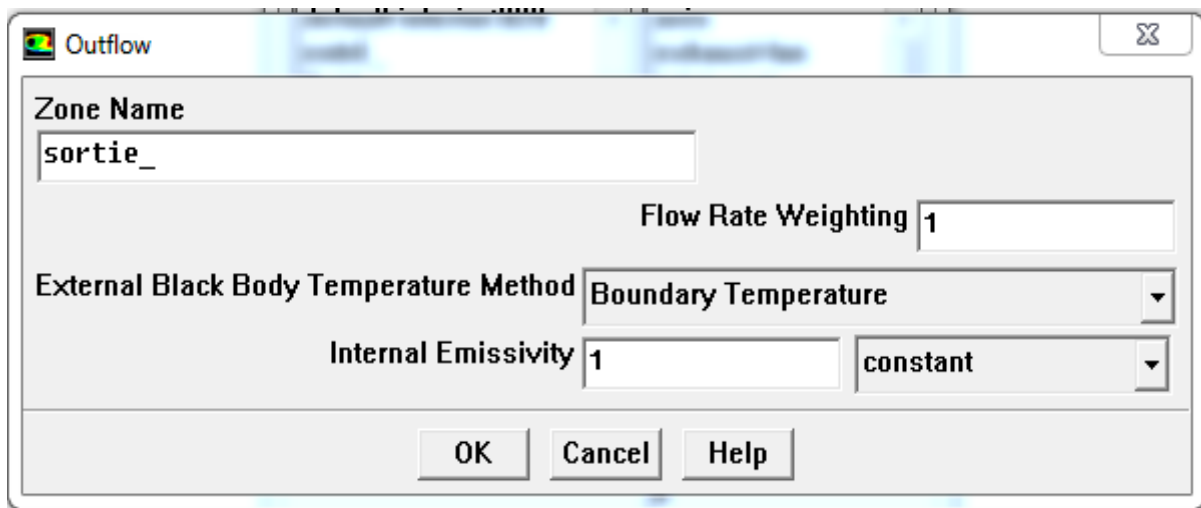 Outflow
Zone Name
sortie_
Flow Rate Weighting 1
External Black Body Temperature Method Boundary Temperature
Internal Emissivity 1 constant
OK Cancel Help